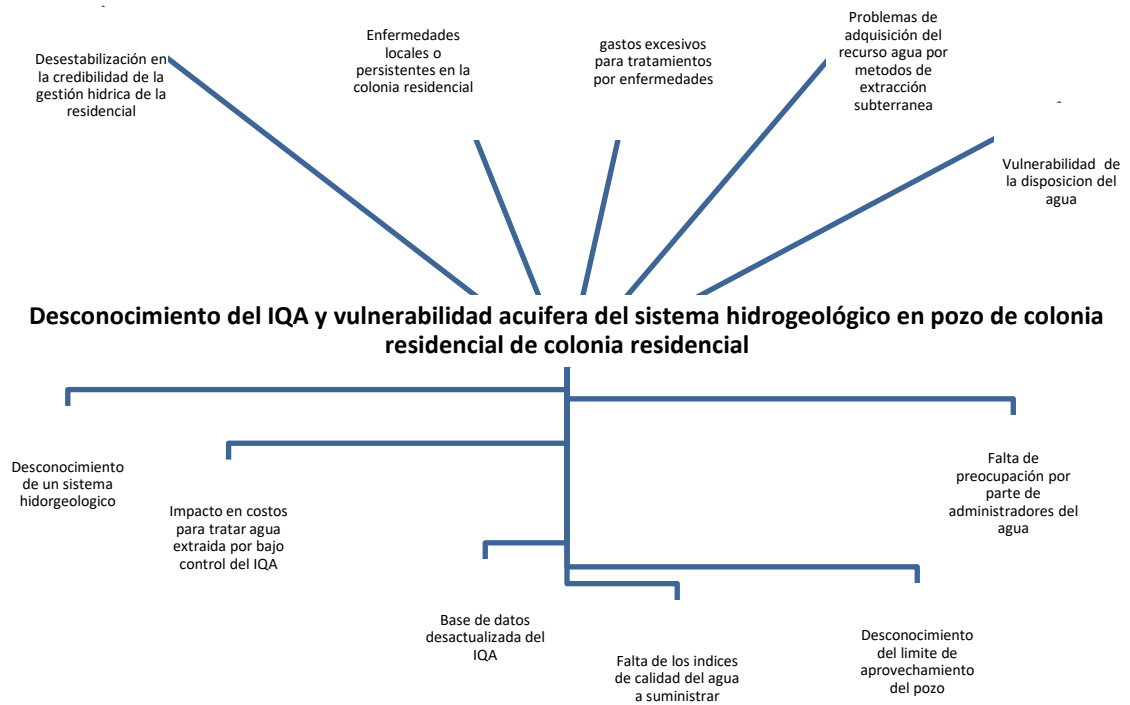 Desestabilización en
la credibilidad de la
gestión hidrica de la
residencial
Enfermedades
locales o
persistentes en la
colonia residencial
gastos excesivos
para tratamientos
por enfermedades
Problemas de
adquisición del
recurso agua por
metodos de
extracción
subterranea
Vulnerabilidad de
la disposicion del
agua
Desconocimiento del IQA y vulnerabilidad acuifera del sistema hidrogeológico en pozo de colonia
residencial de colonia residencial
Desconocimiento
de un sistema
hidorgeologico
Impacto en costos
para tratar agua
extraida por bajo
control del IQA
Base de datos
desactualizada del
IQA
Falta de los indices
de calidad del agua
a suministrar
Desconocimiento
del limite de
aprovechamiento
del pozo
Falta de
preocupación por
parte de
administradores del
agua